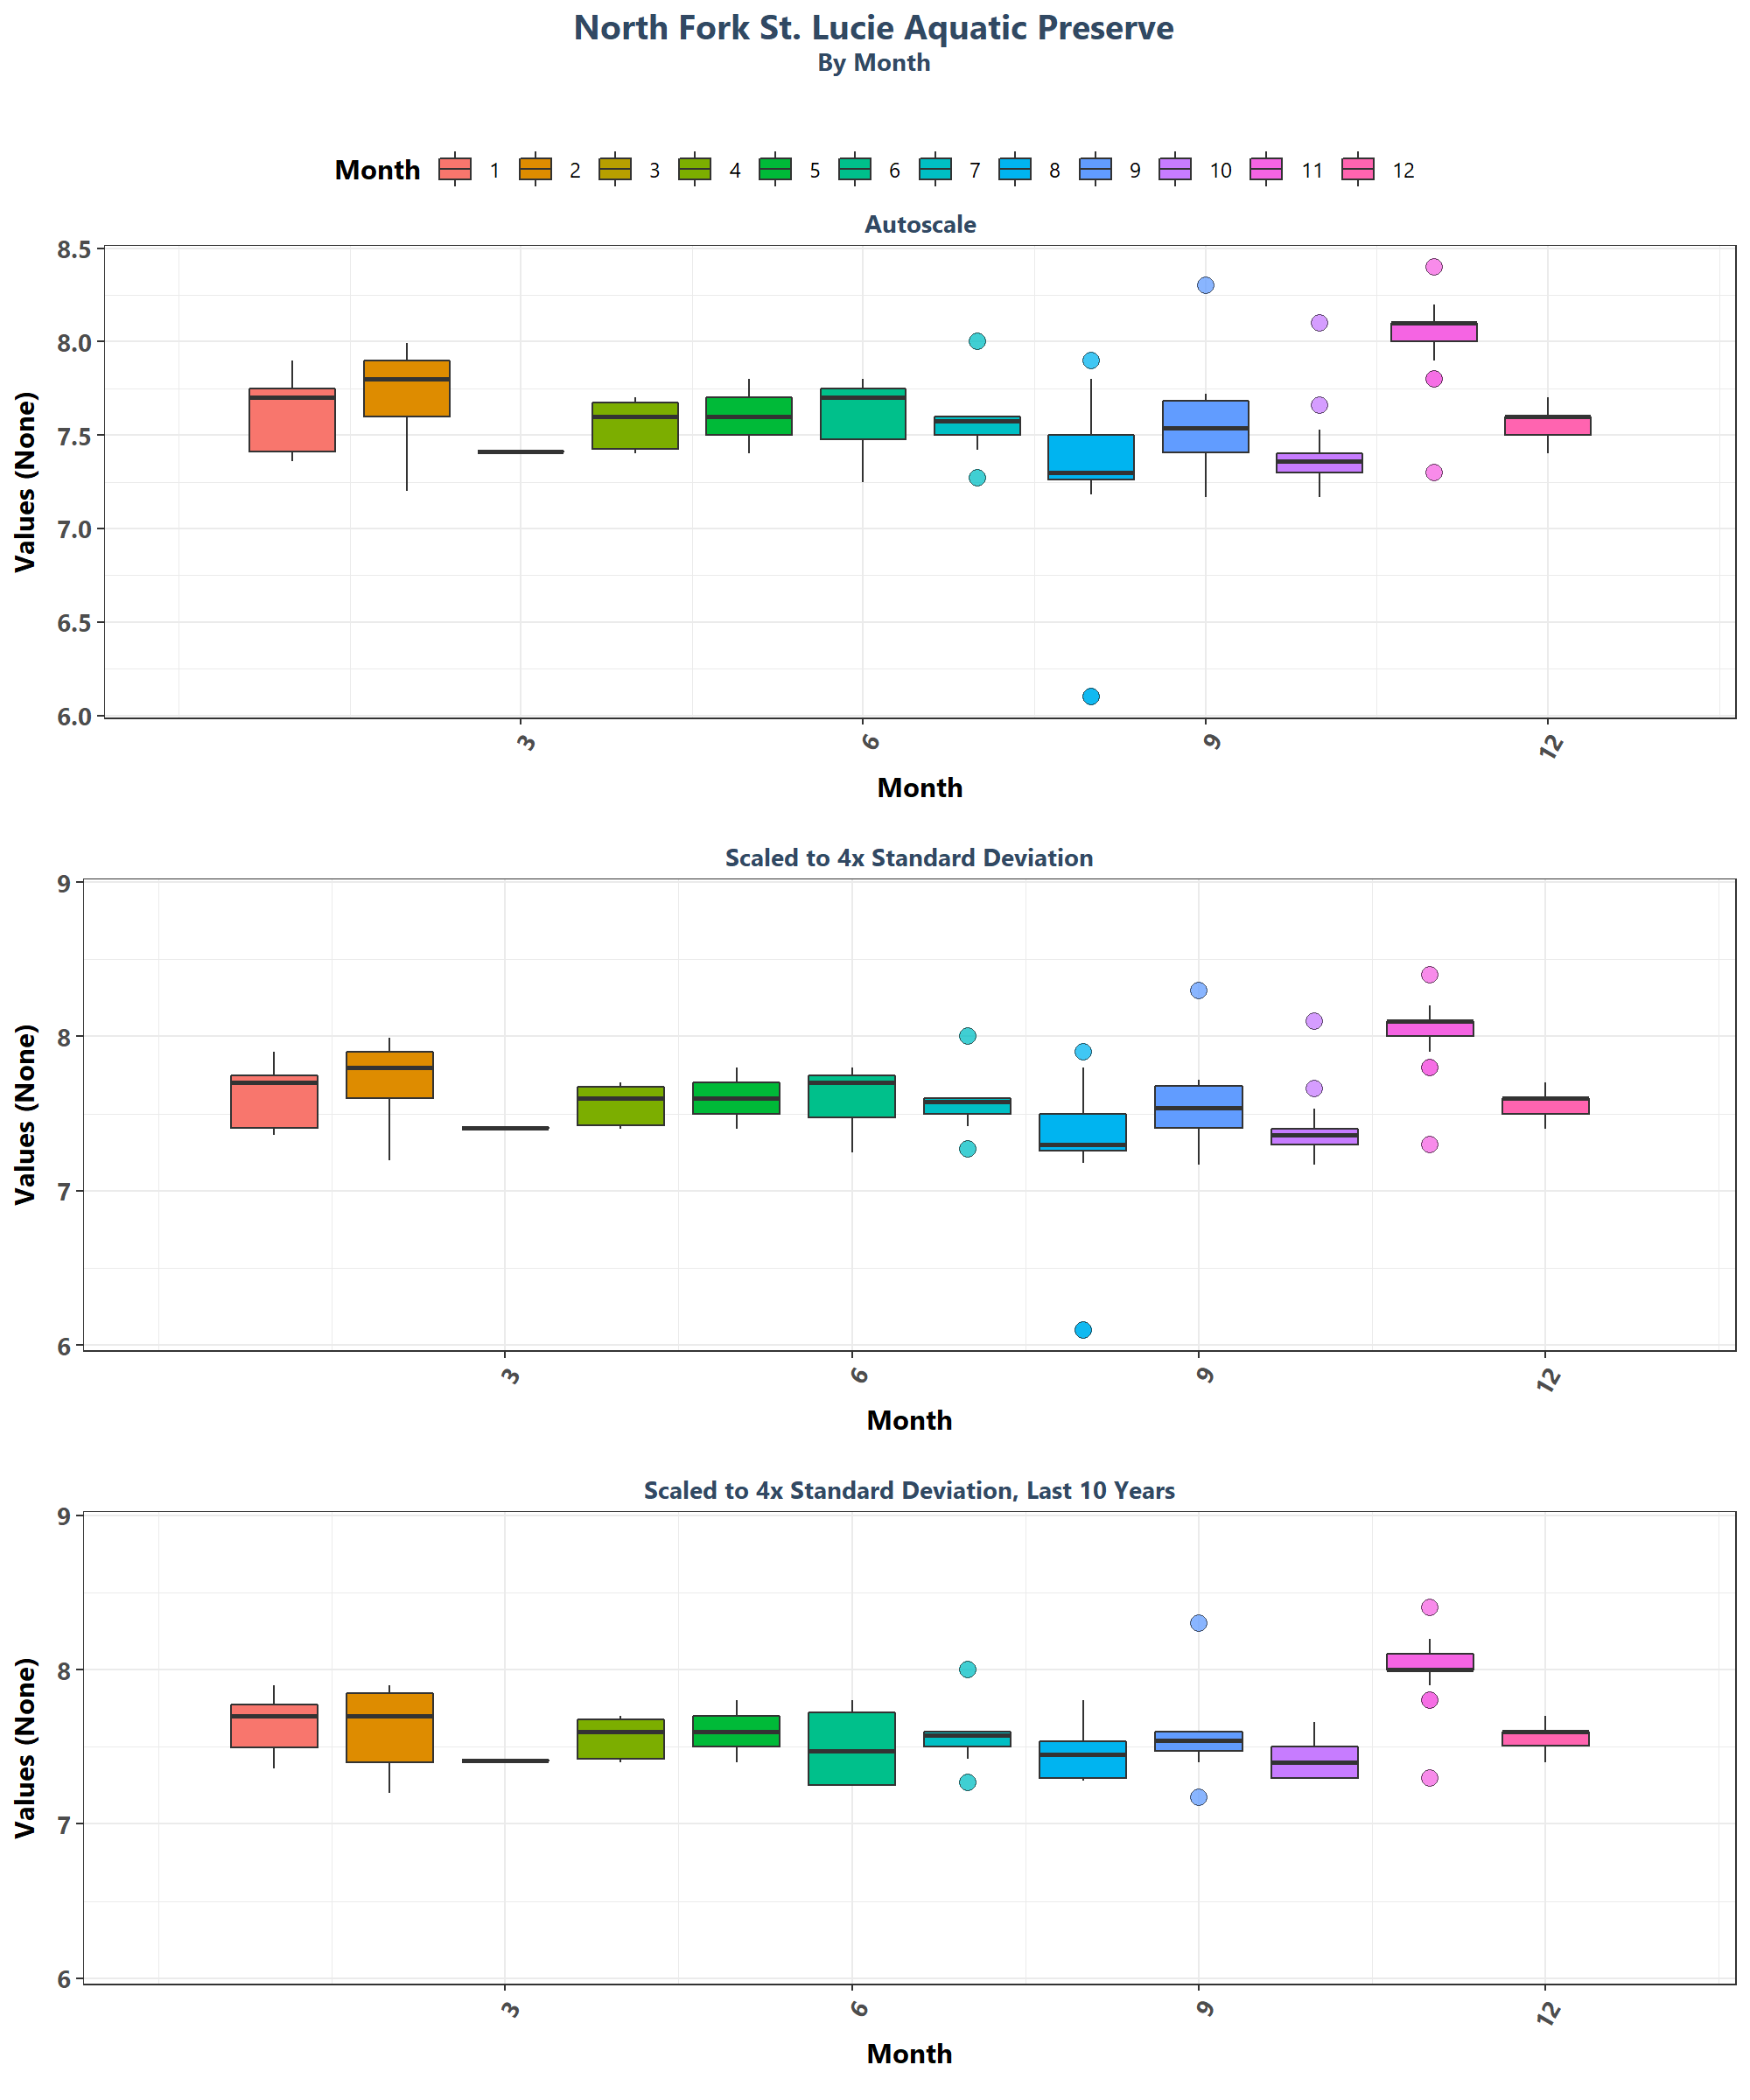 North Fork St. Lucie Aquatic Preserve
By Month
Month 1 2 3 4 5 6 7 8 9 10 11 12
Autoscale
8.5
8.0
7.5
7.0
6.5
6.0
Values (None)
3 6 9 12
Month
Scaled to 4x Standard Deviation
9
8
7
6
Values (None)
3 6 9 12
Month
Scaled to 4x Standard Deviation, Last 10 Years
9
8
7
6
Values (None)
3 6 9 12
Month